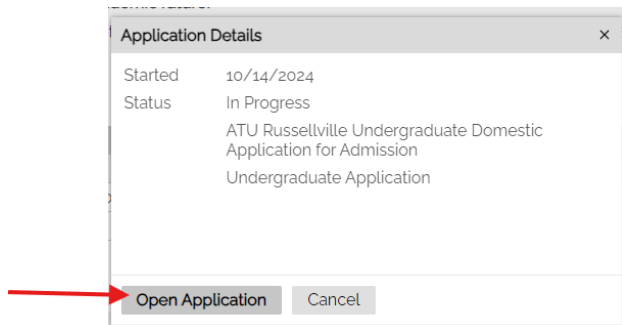 Application Details ×
Started 10/14/2024
Status In Progress
ATU Russellville Undergraduate Domestic
Application for Admission
Undergraduate Application
Open Application Cancel